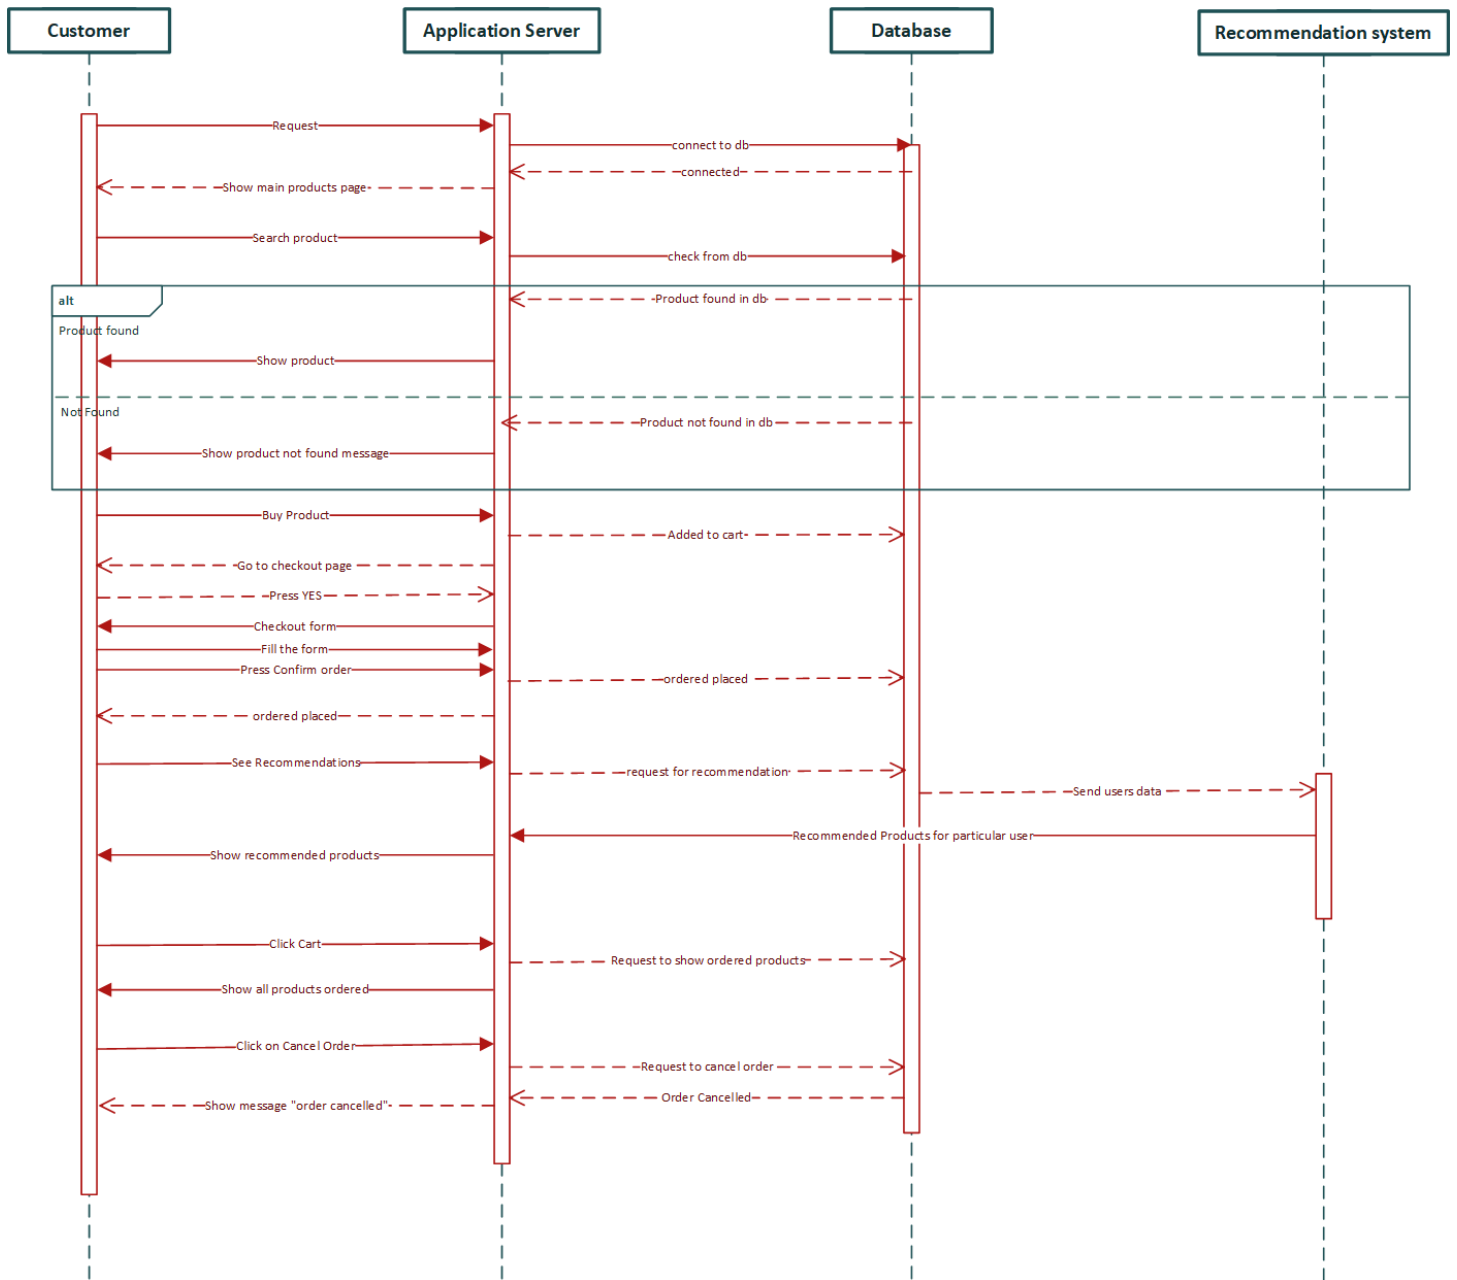 Customer
Application Server
Database
Recommendation system
Request
connect to db
connected
Show main products page
Search product
check from db
alt
Product found in db
Product found
Show product
Not Found
Product not found in db
Show product not found message
Buy Product
Added to cart
Go to checkout page
Press YES
Checkout form
Fill the form
Press Confirm order
ordered placed
ordered placed
See Recommendations
request for recommendation
Send users data
Recommended Products for particular user
Show recommended products
Click Cart
Request to show ordered products
Show all products ordered
Click on Cancel Order
Request to cancel order
Order Cancelled
Show message "order cancelled"